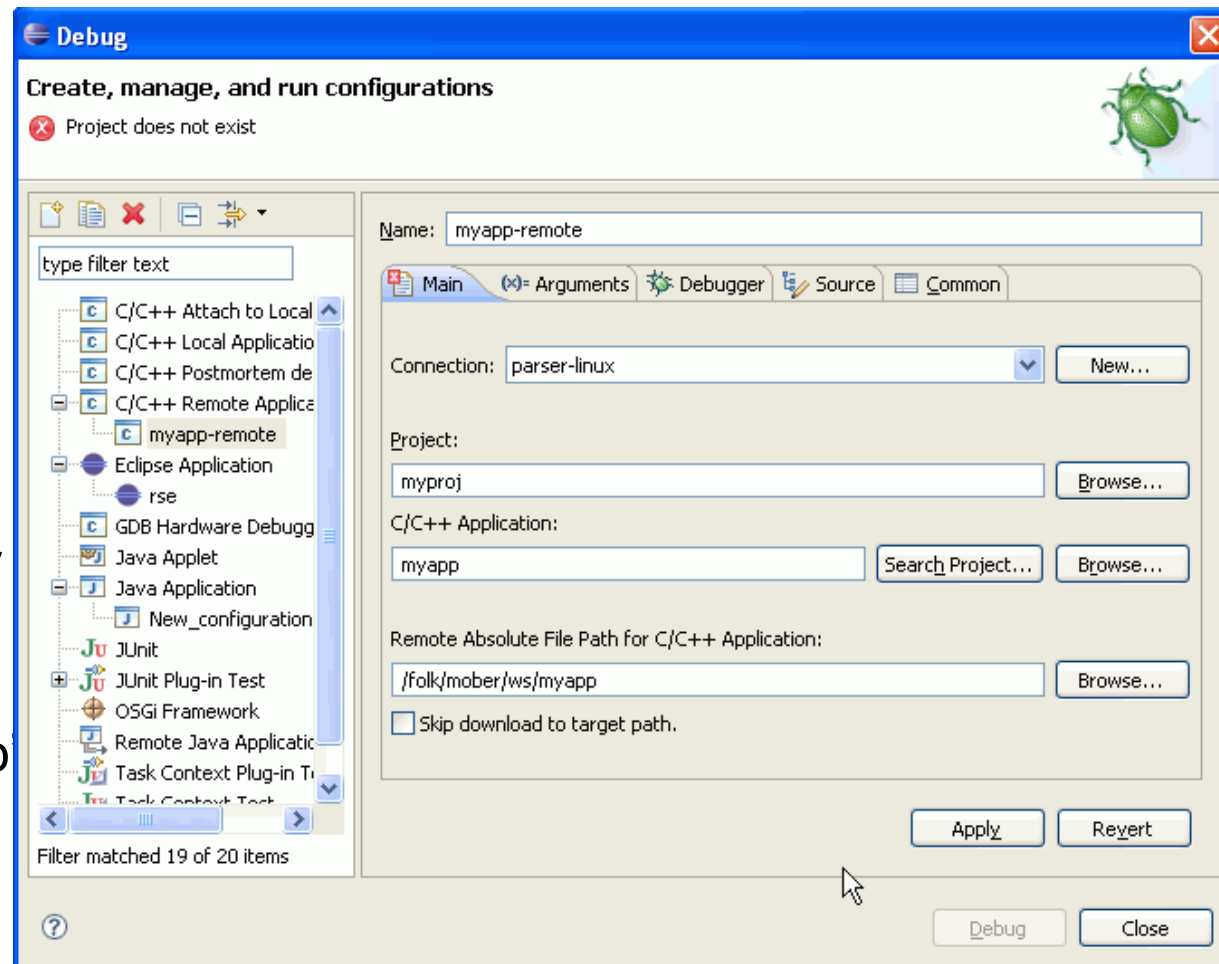 Debug
Create, manage, and run configurations
Project does not exist
type filter text
C/C++ Attach to Local
C/C++ Local Applicatio
C/C++ Postmortem de
C/C++ Remote Applica
myapp-remote
Eclipse Application
rse
GDB Hardware Debugg
Java Applet
Java Application
New_configuration
JUnit
JUnit Plug-in Test
OSGi Framework
Remote Java Applicatic
Task Context Plug-in T
Task Context Test
Filter matched 19 of 20 items
Name: myapp-remote
Main (x)= Arguments Debugger Source Common
Connection: parser-linux New...
Project:
myproj Browse...
C/C++ Application:
myapp Search Project... Browse...
Remote Absolute File Path for C/C++ Application:
/folk/mober/ws/myapp Browse...
Skip download to target path.
Apply Revert
Debug Close